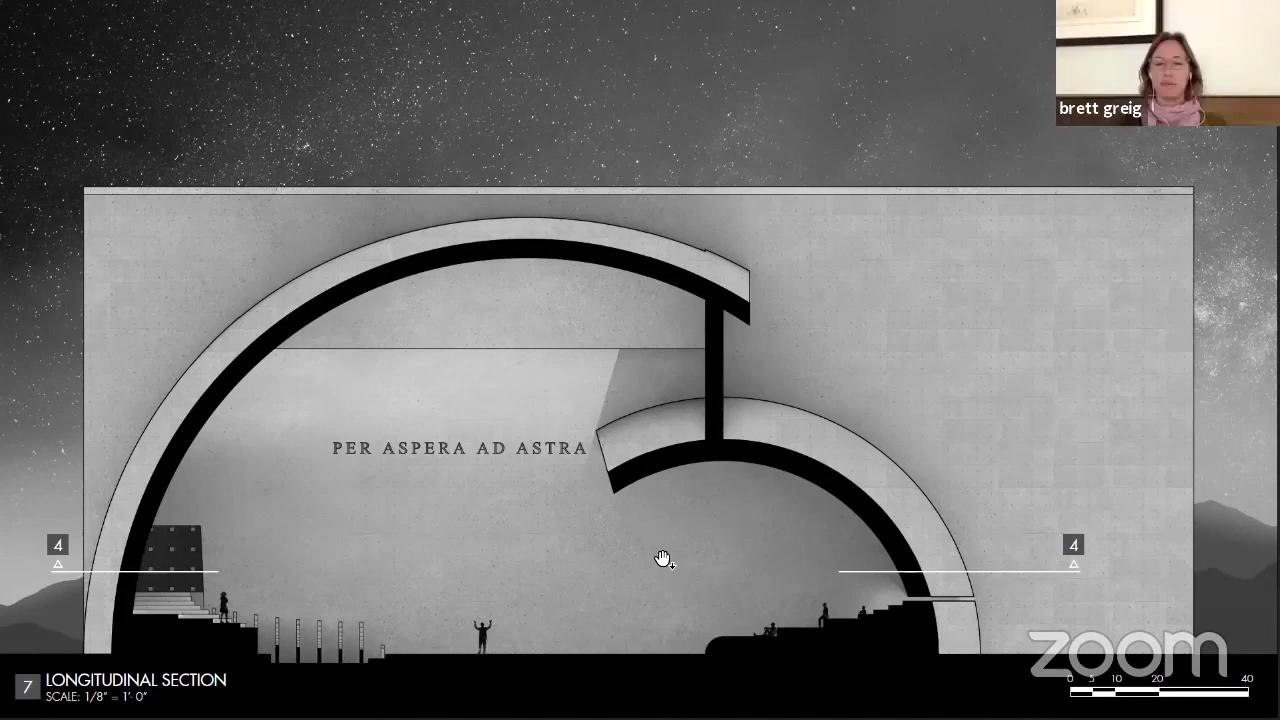 brett greig
PER ASPERA AD ASTRA
4
4
zoom
7
LONGITUDINAL SECTION
SCALE: 1/8" = 1'- 0"
0 5 10 20 40